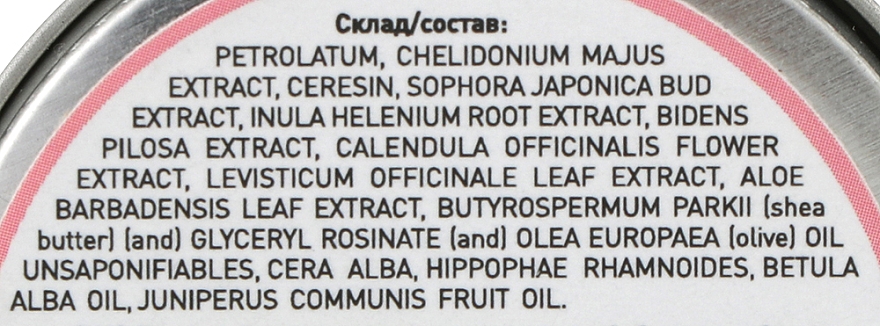 Склад/состав:
PETROLATUM, CHELIDONIUM MAJUS
EXTRACT, CERESIN, SOPHORA JAPONICA BUD
EXTRACT, INULA HELENIUM ROOT EXTRACT, BIDENS
PILOSA EXTRACT, CALENDULA OFFICINALIS FLOWER
EXTRACT, LEVISTICUM OFFICINALE LEAF EXTRACT, ALOE
BARBADENSIS LEAF EXTRACT, BUTYROSPERMUM PARKII (shea
butter) (and) GLYCERYL ROSINATE (and) OLEA EUROPAEA (olive) OIL
UNSAPONIFIABLES, CERA ALBA, HIPPOPHAE RHAMNOIDES, BETULA
ALBA OIL, JUNIPERUS COMMUNIS FRUIT OIL.